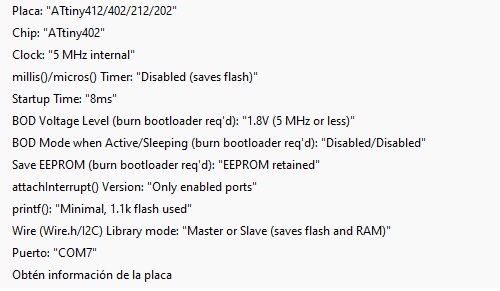 Placa: "ATtiny412/402/212/202"
Chip: "ATtiny402"
Clock: "5 MHz internal"
millis()/micros() Timer: "Disabled (saves flash)"
Startup Time: "8ms"
BOD Voltage Level (burn bootloader req'd): "1.8V (5 MHz or less)"
BOD Mode when Active/Sleeping (burn bootloader req'd): "Disabled/Disabled"
Save EEPROM (burn bootloader req'd): "EEPROM retained"
attachInterrupt() Version: "Only enabled ports"
printf(): "Minimal, 1.1k flash used"
Wire (Wire.h/I2C) Library mode: "Master or Slave (saves flash and RAM)"
Puerto: "COM7"
Obtén información de la placa